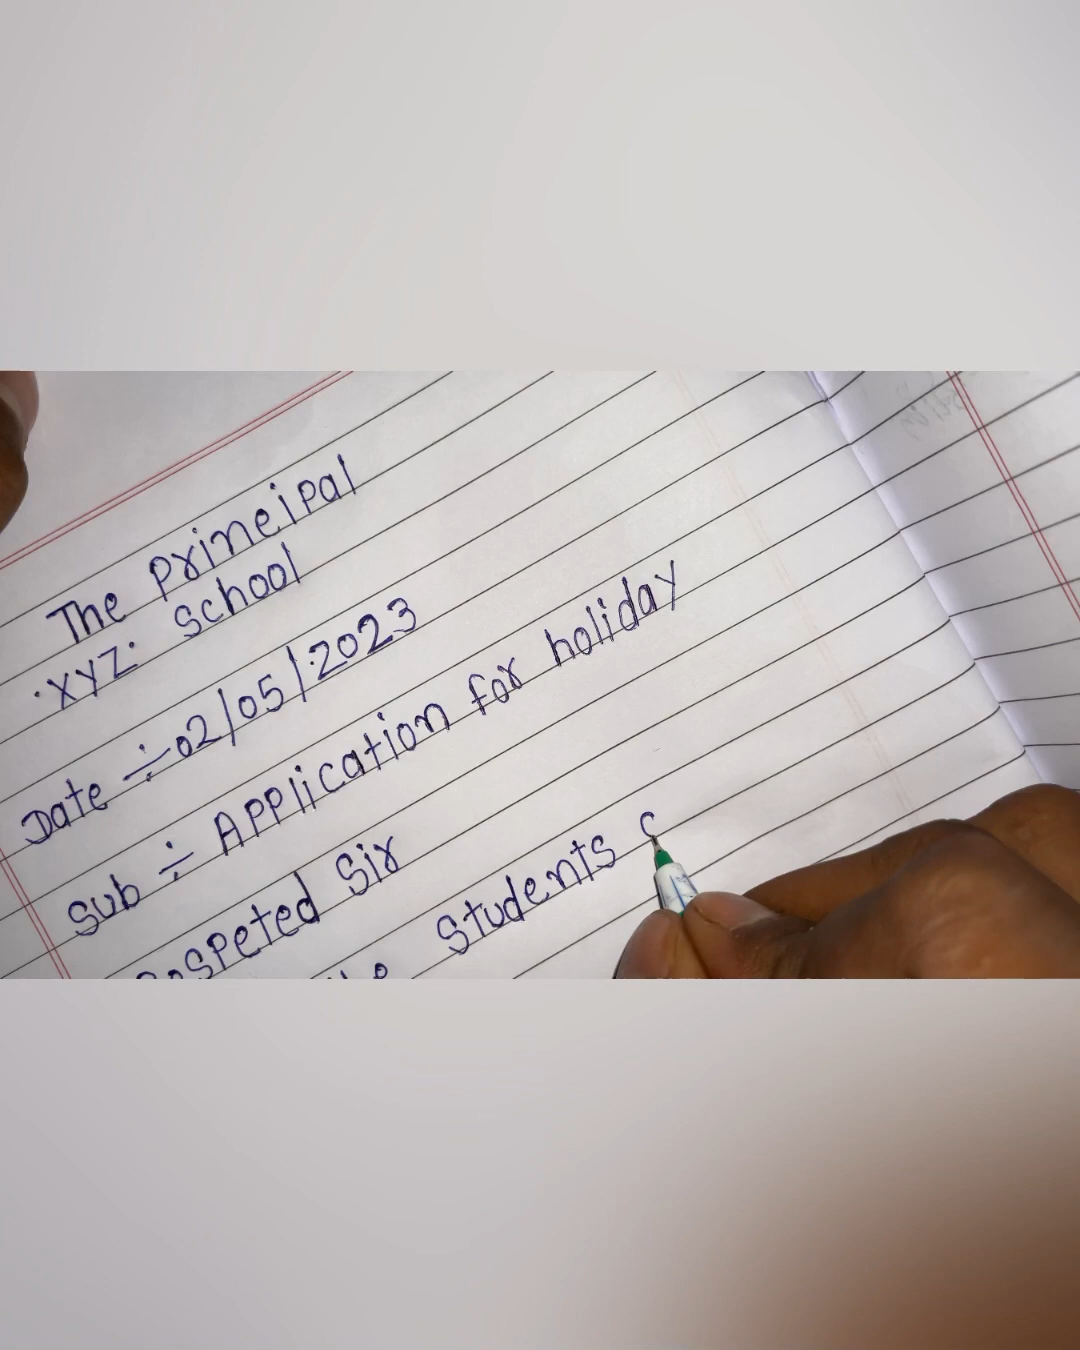 The Primeipal
.XYZ. School
Date ÷ 02/05/.2023
Sub ÷ Application for holiday
Sir
Students